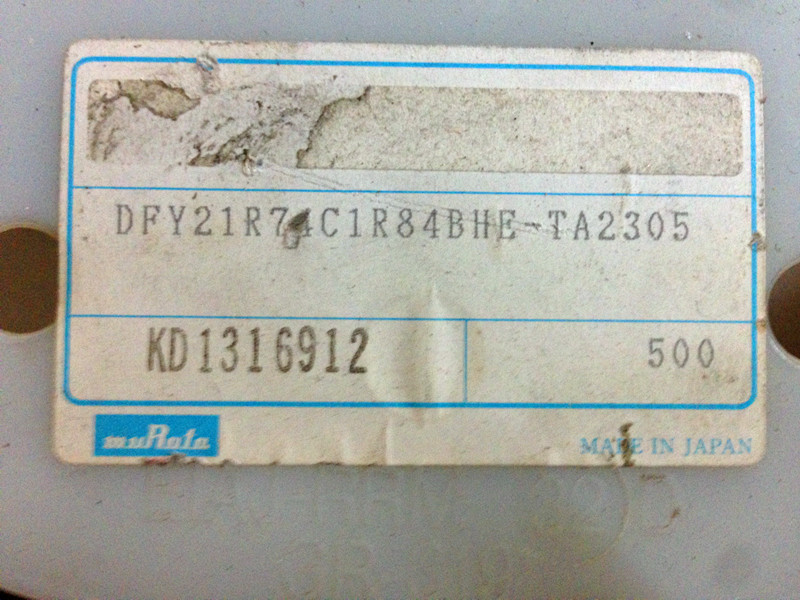 DFY21R74C1R84BHE-TA2305
KD1316912
500
muRata
MADE IN JAPAN